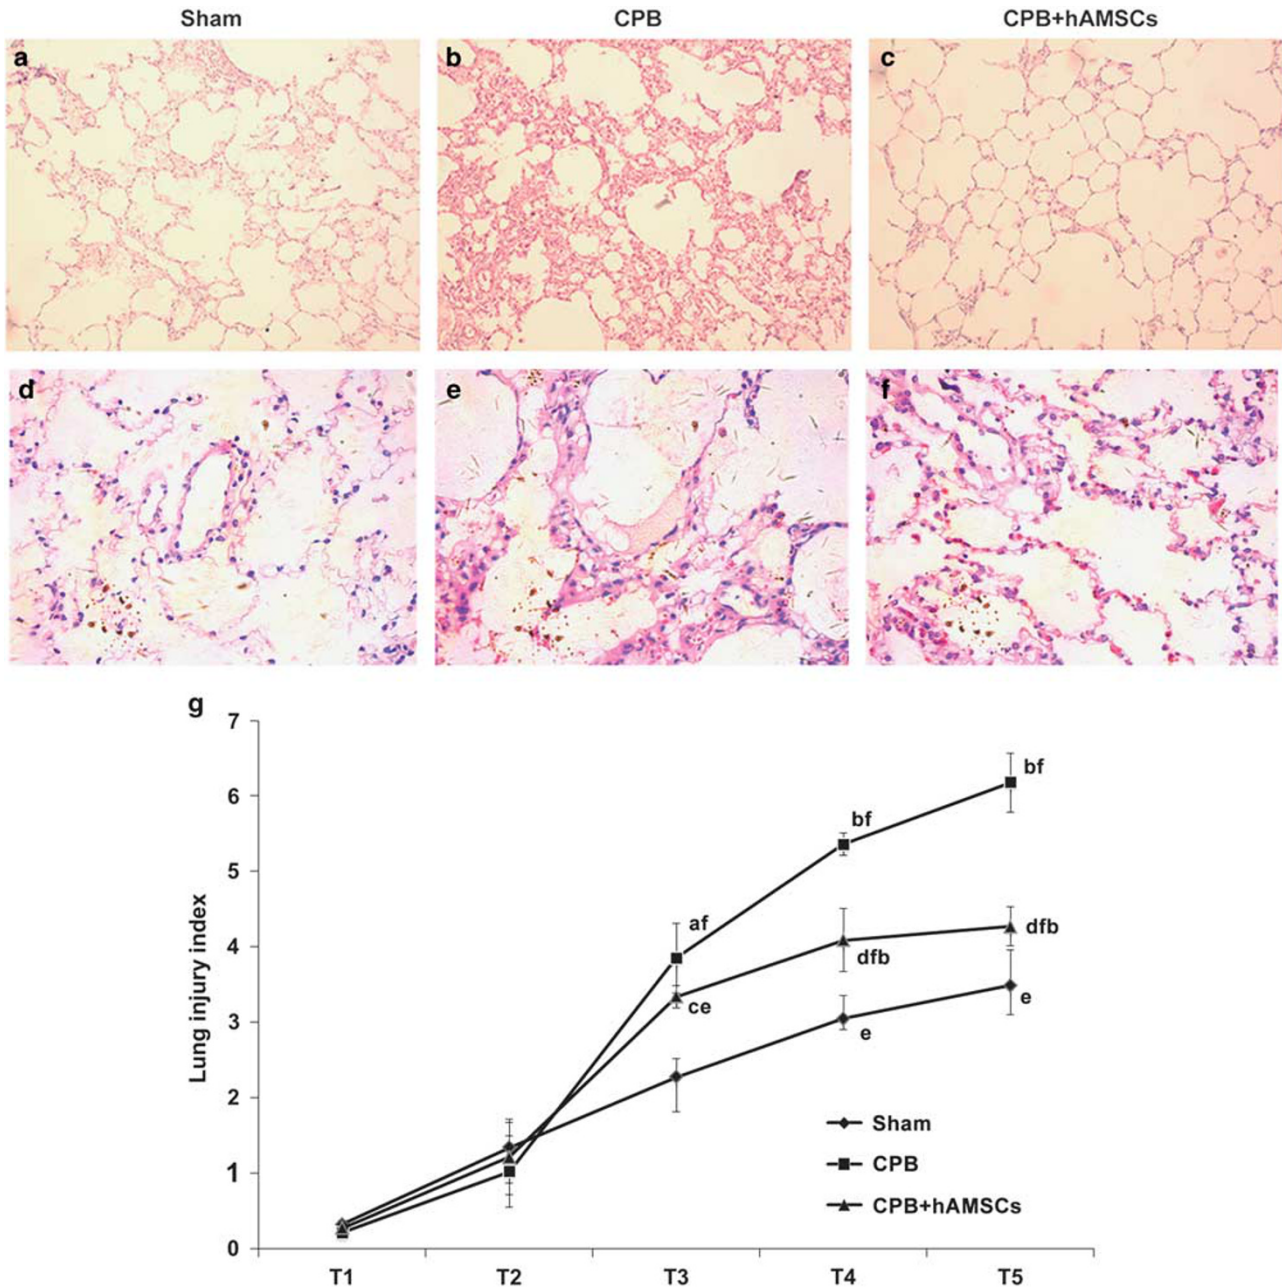 Sham CPB CPB+hAMSCs
a b c
d e f
g
7
6
5
4
3
2
1
0
Lung injury index
bf
bf
af
dfb
dfb
ce
e
e
Sham
CPB
CPB+hAMSCs
T1 T2 T3 T4 T5